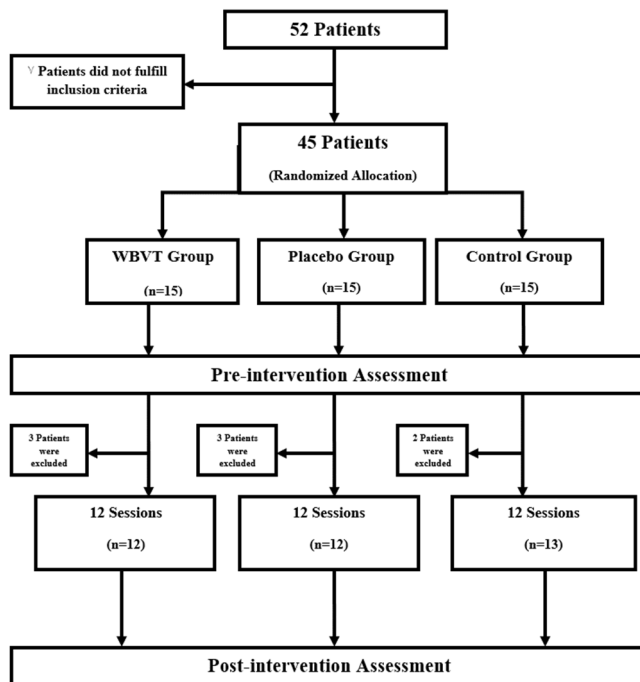 52 Patients
۷ Patients did not fulfill
inclusion criteria
45 Patients
(Randomized Allocation)
WBVT Group
(n=15)
Placebo Group
(n=15)
Control Group
(n=15)
Pre-intervention Assessment
3 Patients
were
excluded
3 Patients
were
excluded
2 Patients
were
excluded
12 Sessions
(n=12)
12 Sessions
(n=12)
12 Sessions
(n=13)
Post-intervention Assessment